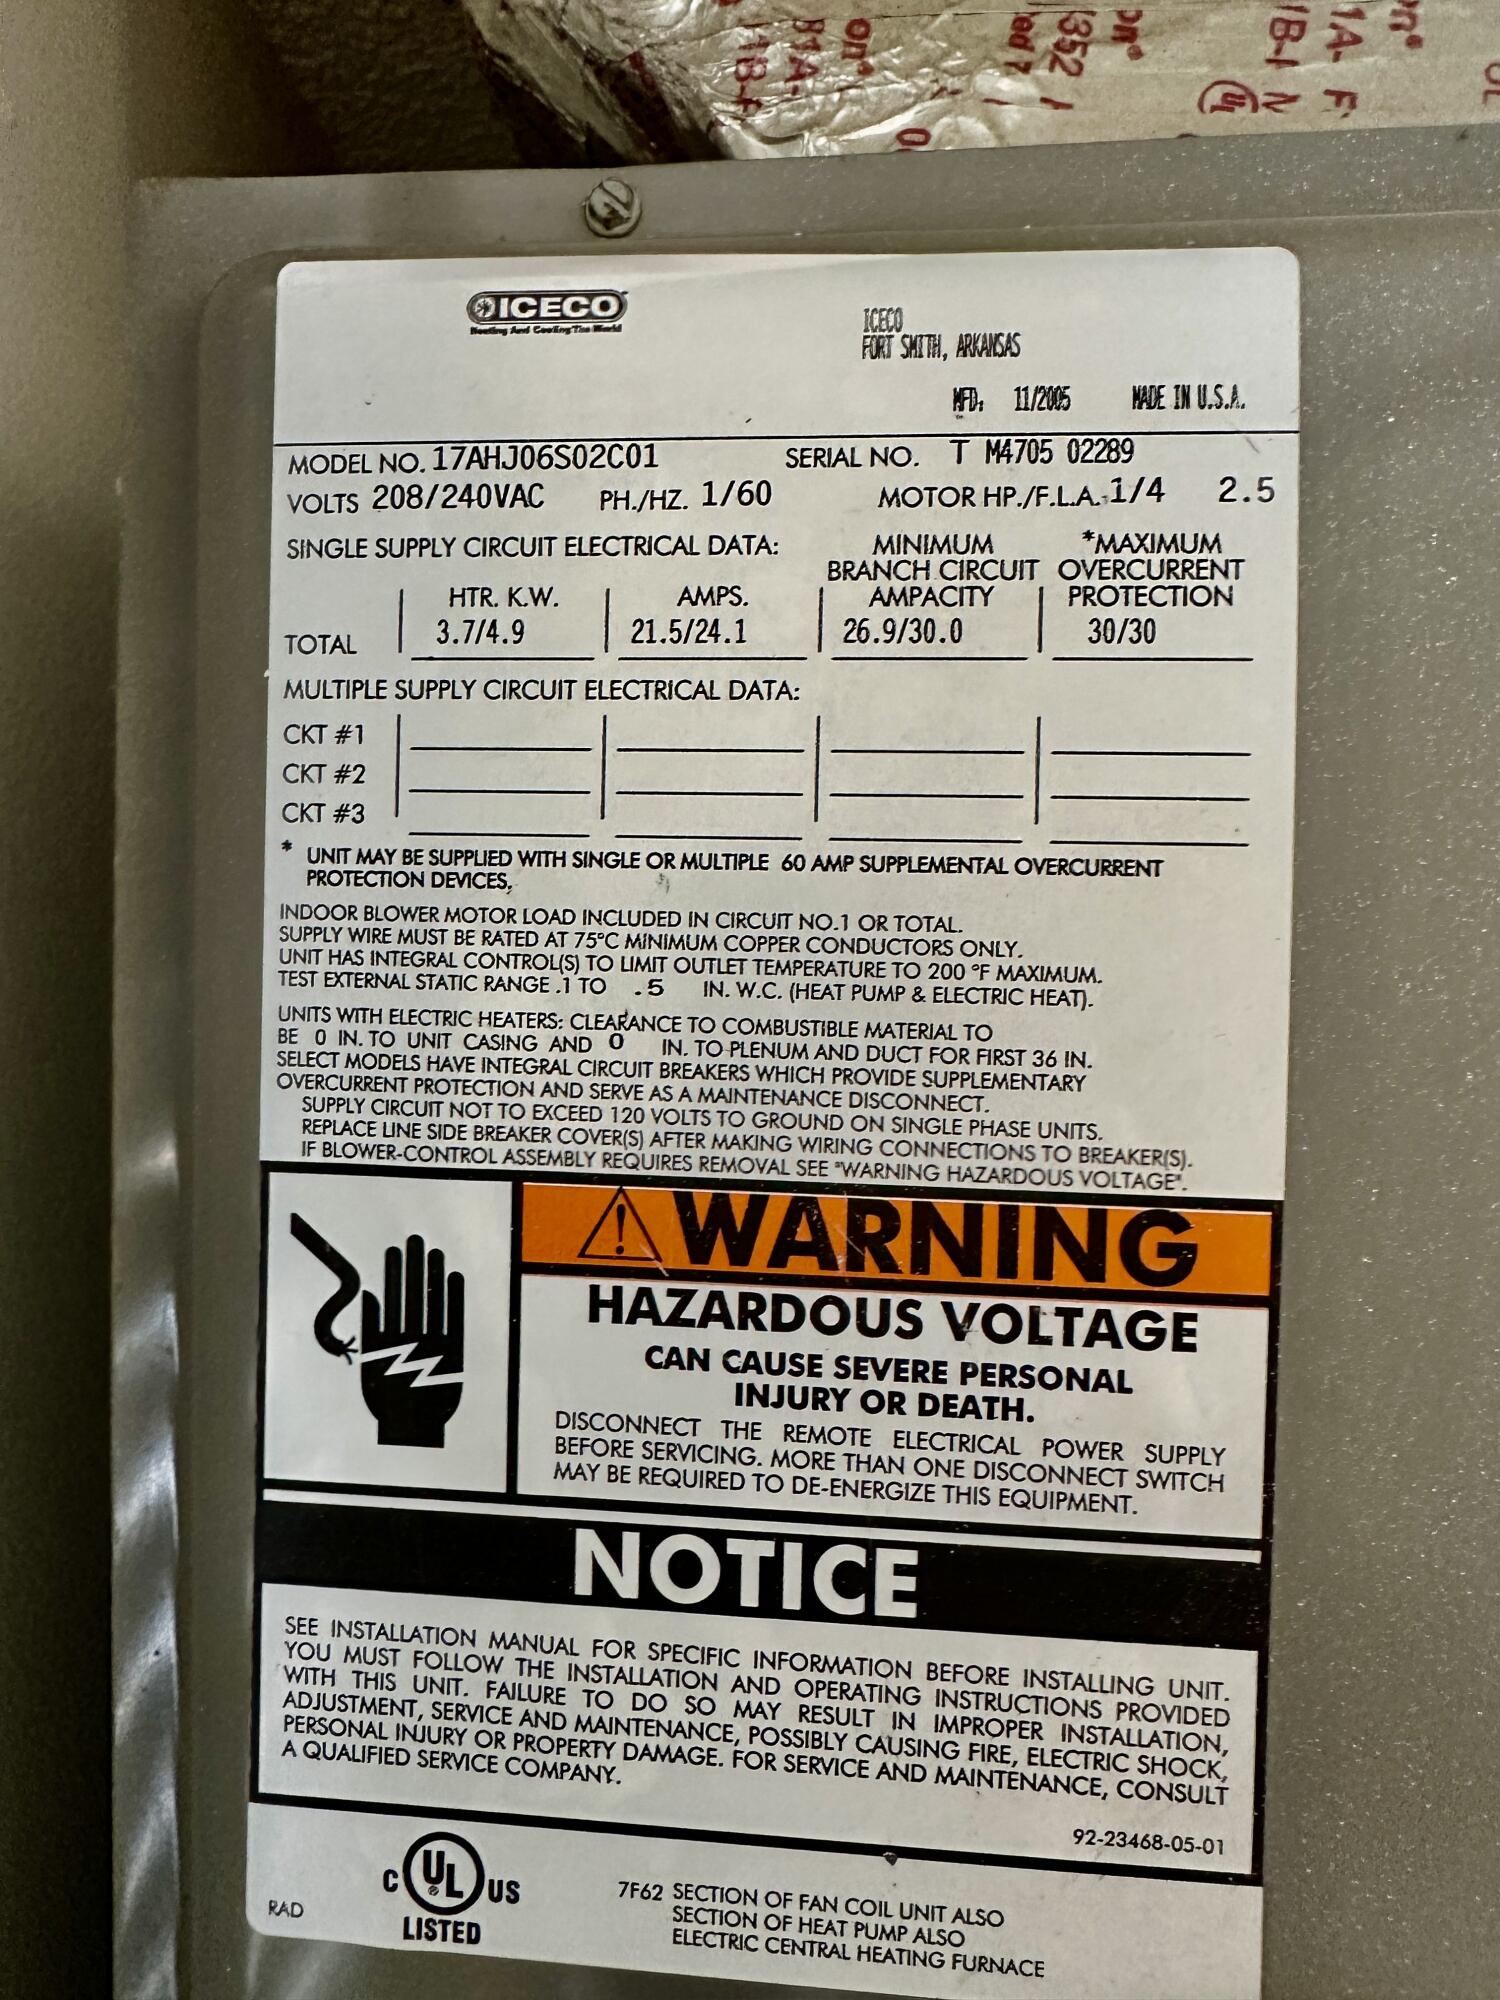 ICECO
Heating And Cooling The World
ICECO
FORT SMITH, ARKANSAS
MFD. 11/2005 MADE IN U.S.A.
MODEL NO. 17AHJ06S02C01 SERIAL NO. T M4705 02289
VOLTS 208/240VAC PH./HZ. 1/60 MOTOR HP./F.L.A. 1/4 2.5
SINGLE SUPPLY CIRCUIT ELECTRICAL DATA: MINIMUM *MAXIMUM
BRANCH CIRCUIT OVERCURRENT
HTR. K.W. AMPS. AMPACITY PROTECTION
TOTAL 3.7/4.9 21.5/24.1 26.9/30.0 30/30
MULTIPLE SUPPLY CIRCUIT ELECTRICAL DATA:
CKT #1
CKT #2
CKT #3
* UNIT MAY BE SUPPLIED WITH SINGLE OR MULTIPLE 60 AMP SUPPLEMENTAL OVERCURRENT
PROTECTION DEVICES.
INDOOR BLOWER MOTOR LOAD INCLUDED IN CIRCUIT NO.1 OR TOTAL.
SUPPLY WIRE MUST BE RATED AT 75°C MINIMUM COPPER CONDUCTORS ONLY.
UNIT HAS INTEGRAL CONTROL(S) TO LIMIT OUTLET TEMPERATURE TO 200 °F MAXIMUM.
TEST EXTERNAL STATIC RANGE .1 TO .5 IN. W.C. (HEAT PUMP & ELECTRIC HEAT).
UNITS WITH ELECTRIC HEATERS: CLEARANCE TO COMBUSTIBLE MATERIAL TO
BE 0 IN. TO UNIT CASING AND 0 IN. TO PLENUM AND DUCT FOR FIRST 36 IN.
SELECT MODELS HAVE INTEGRAL CIRCUIT BREAKERS WHICH PROVIDE SUPPLEMENTARY
OVERCURRENT PROTECTION AND SERVE AS A MAINTENANCE DISCONNECT.
SUPPLY CIRCUIT NOT TO EXCEED 120 VOLTS TO GROUND ON SINGLE PHASE UNITS.
REPLACE LINE SIDE BREAKER COVER(S) AFTER MAKING WIRING CONNECTIONS TO BREAKER(S).
IF BLOWER-CONTROL ASSEMBLY REQUIRES REMOVAL SEE "WARNING HAZARDOUS VOLTAGE".
WARNING
HAZARDOUS VOLTAGE
CAN CAUSE SEVERE PERSONAL
INJURY OR DEATH.
DISCONNECT THE REMOTE ELECTRICAL POWER SUPPLY
BEFORE SERVICING. MORE THAN ONE DISCONNECT SWITCH
MAY BE REQUIRED TO DE-ENERGIZE THIS EQUIPMENT.
NOTICE
SEE INSTALLATION MANUAL FOR SPECIFIC INFORMATION BEFORE INSTALLING UNIT.
YOU MUST FOLLOW THE INSTALLATION AND OPERATING INSTRUCTIONS PROVIDED
WITH THIS UNIT. FAILURE TO DO SO MAY RESULT IN IMPROPER INSTALLATION,
ADJUSTMENT, SERVICE AND MAINTENANCE, POSSIBLY CAUSING FIRE, ELECTRIC SHOCK,
PERSONAL INJURY OR PROPERTY DAMAGE. FOR SERVICE AND MAINTENANCE, CONSULT
A QUALIFIED SERVICE COMPANY.
92-23468-05-01
RAD
C UL US
LISTED
7F62 SECTION OF FAN COIL UNIT ALSO
SECTION OF HEAT PUMP ALSO
ELECTRIC CENTRAL HEATING FURNACE